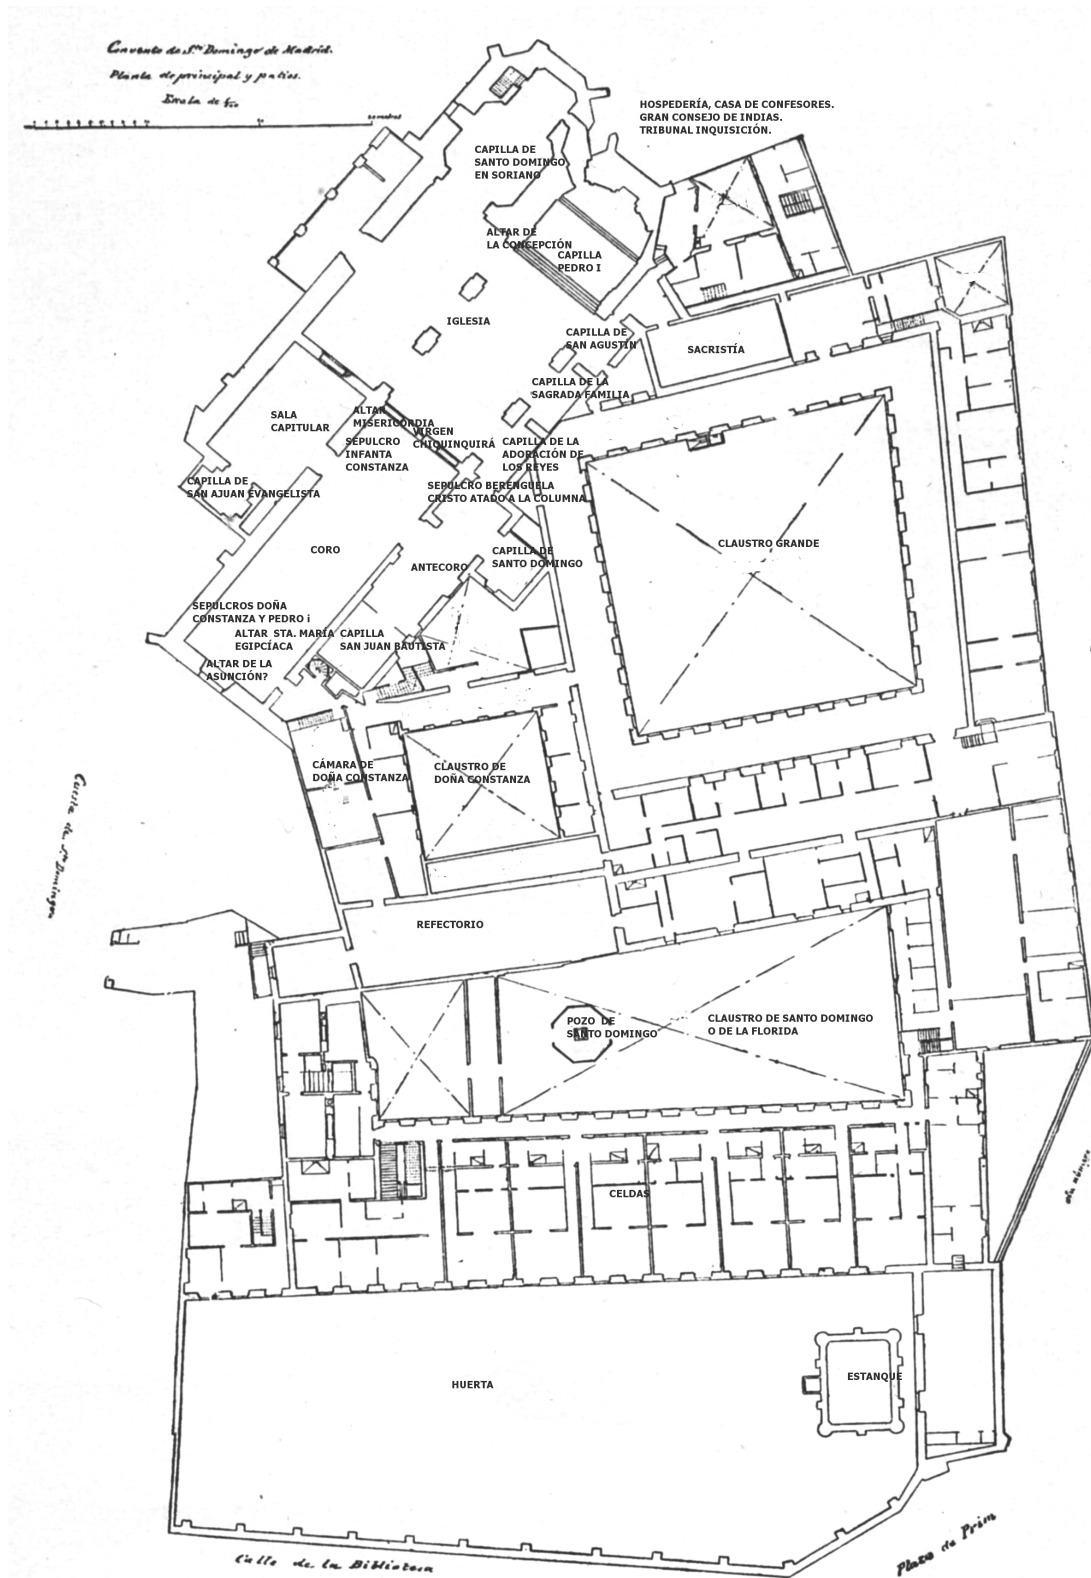 Convento de Sto. Domingo de Madrid.
Planta de principal y patios.
Escala de
HOSPEDERÍA, CASA DE CONFESORES.
GRAN CONSEJO DE INDIAS.
TRIBUNAL INQUISICIÓN.
CAPILLA DE
SANTO DOMINGO
EN SORIANO
ALTAR DE
LA CONCEPCIÓN
CAPILLA
PEDRO I
IGLESIA
CAPILLA DE
SAN AGUSTIN
SACRISTÍA
CAPILLA DE LA
SAGRADA FAMILIA
SALA
CAPITULAR
ALTAR
MISERICORDIA
VIRGEN
CHIQUINQUIRÁ
SEPULCRO
INFANTA
CONSTANZA
CAPILLA DE LA
ADORACIÓN DE
LOS REYES
CAPILLA DE
SAN AJUAN EVANGELISTA
SEPULCRO BERENGUELA
CRISTO ATADO A LA COLUMNA
CLAUSTRO GRANDE
CORO
ANTECORO
CAPILLA DE
SANTO DOMINGO
SEPULCROS DOÑA
CONSTANZA Y PEDRO i
ALTAR STA. MARÍA
EGIPCÍACA
CAPILLA
SAN JUAN BAUTISTA
ALTAR DE LA
ASUNCIÓN?
CÁMARA DE
DOÑA CONSTANZA
CLAUSTRO DE
DOÑA CONSTANZA
Cuesta de Sto. Domingo
REFECTORIO
POZO DE
SANTO DOMINGO
CLAUSTRO DE SANTO DOMINGO
O DE LA FLORIDA
CELDAS
HUERTA
ESTANQUE
Calle de la Biblioteca
Plaza de Prim